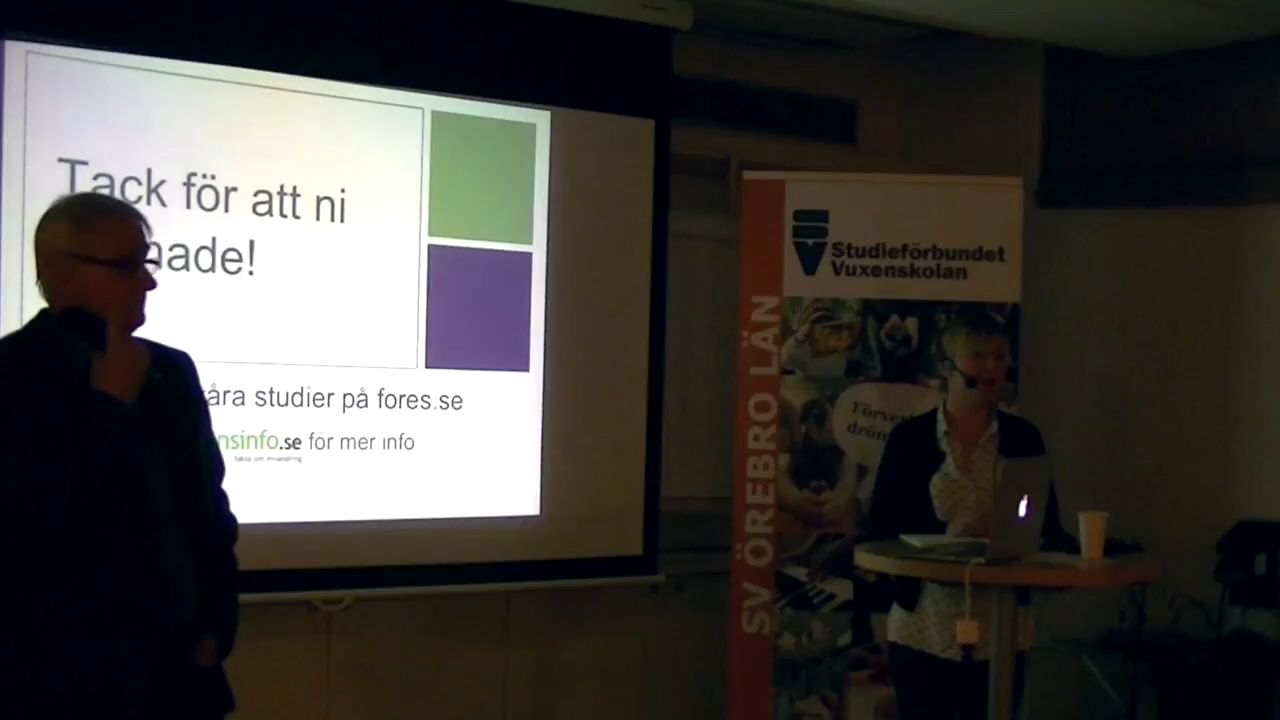 Tack för att ni
ade!
åra studier på fores.se
nsinfo.se för mer info
Studieförbundet
Vuxenskolan
SV ÖREBRO LÄN